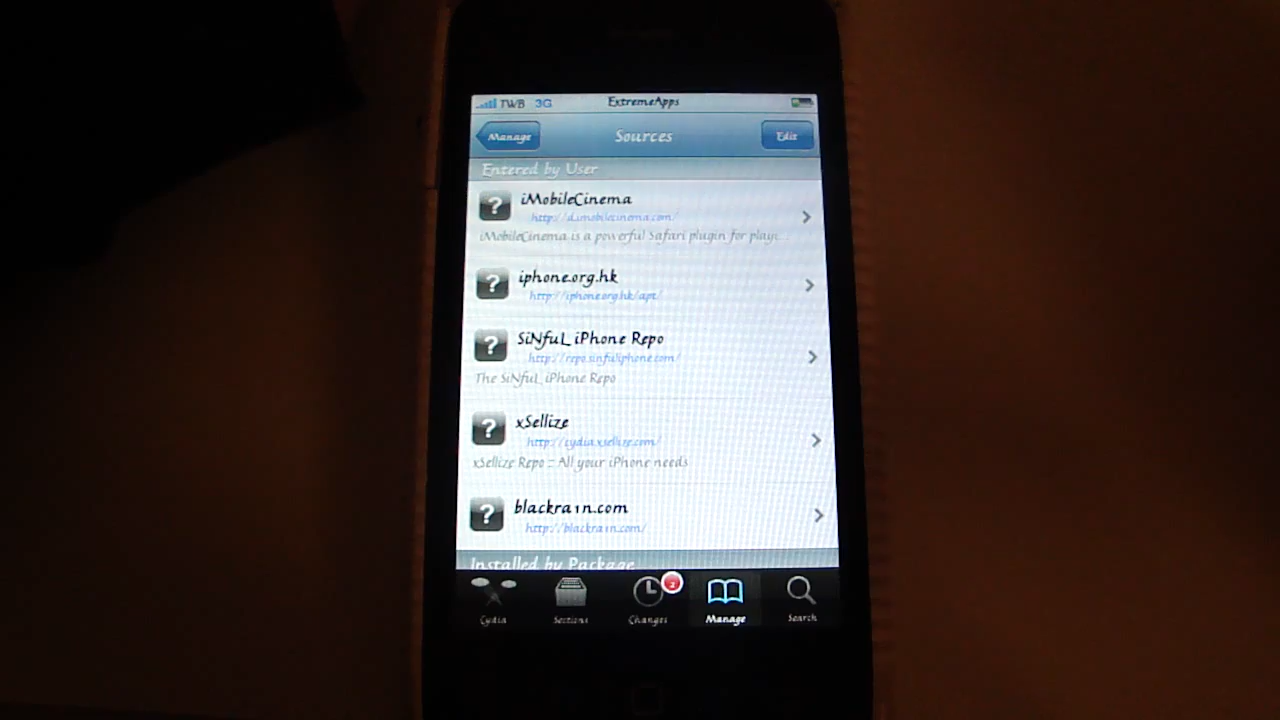 TWB 3G ExtremeApps
Manage Sources Edit
Entered by User
iMobileCinema
http://d.imobilecinema.com/
iMobileCinema is a powerful Safari plugin for playi...
iphone.org.hk
http://iphone.org.hk/apt/
SiNfuL iPhone Repo
http://repo.sinfuliphone.com/
The SiNfuL iPhone Repo
xSellize
http://cydia.xsellize.com/
xSellize Repo :: All your iPhone needs
blackra1n.com
http://blackra1n.com/
Installed by Package
2
Cydia Sections Changes Manage Search